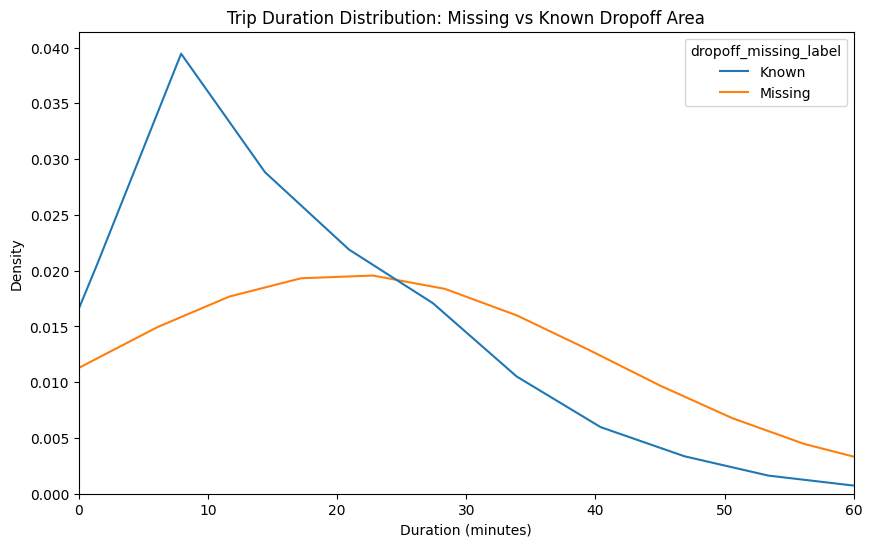 Trip Duration Distribution: Missing vs Known Dropoff Area
dropoff_missing_label
Known
Missing
Density
0.040
0.035
0.030
0.025
0.020
0.015
0.010
0.005
0.000
0 10 20 30 40 50 60
Duration (minutes)